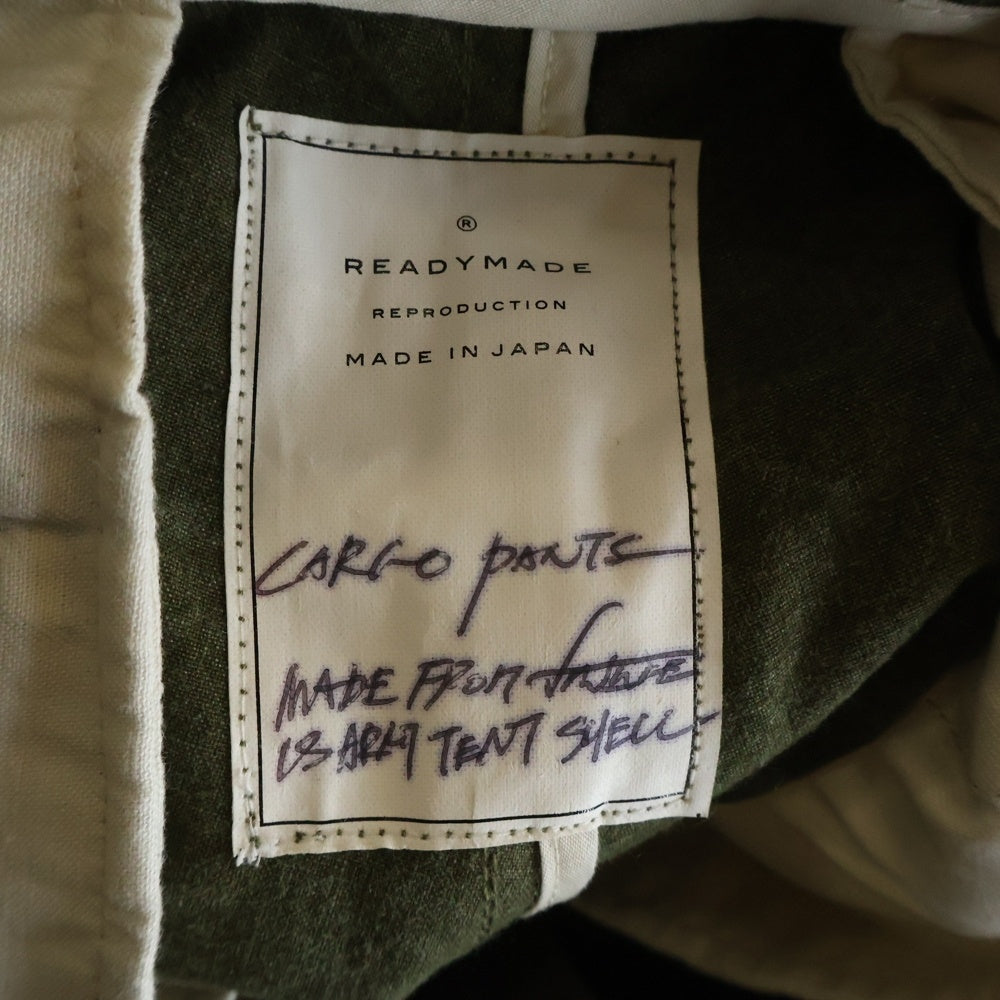 ®
READYMADE
REPRODUCTION
MADE IN JAPAN
CARGO PANTS
MADE FROM
US ARMY TENT SHELL